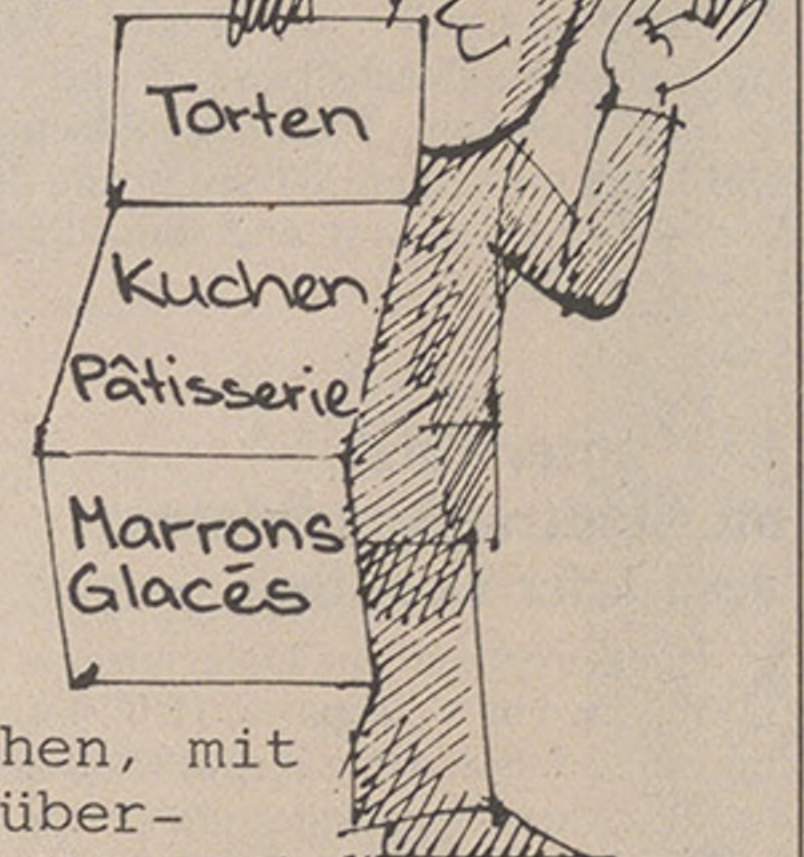 Torten
Kuchen
Pâtisserie
Marrons
Glacés
hen, mit
über-